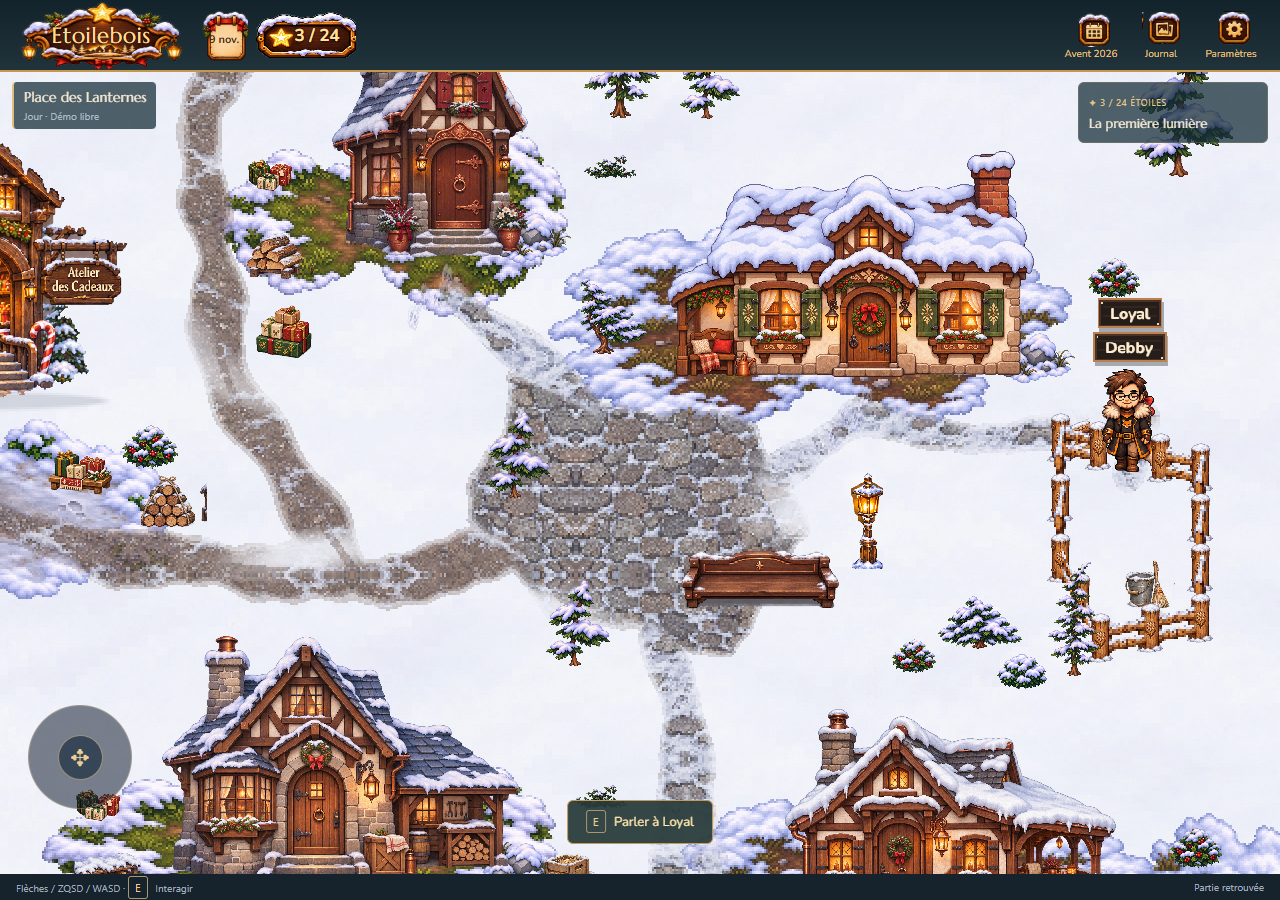 Etoilebois
9 nov.
3 / 24
Avent 2026
Journal
Paramètres
Place des Lanternes
Jour · Démo libre
✦ 3 / 24 ÉTOILES
La première lumière
Atelier
des Cadeaux
Loyal
Debby
E Parler à Loyal
Flèches / ZQSD / WASD · E Interagir
Partie retrouvée